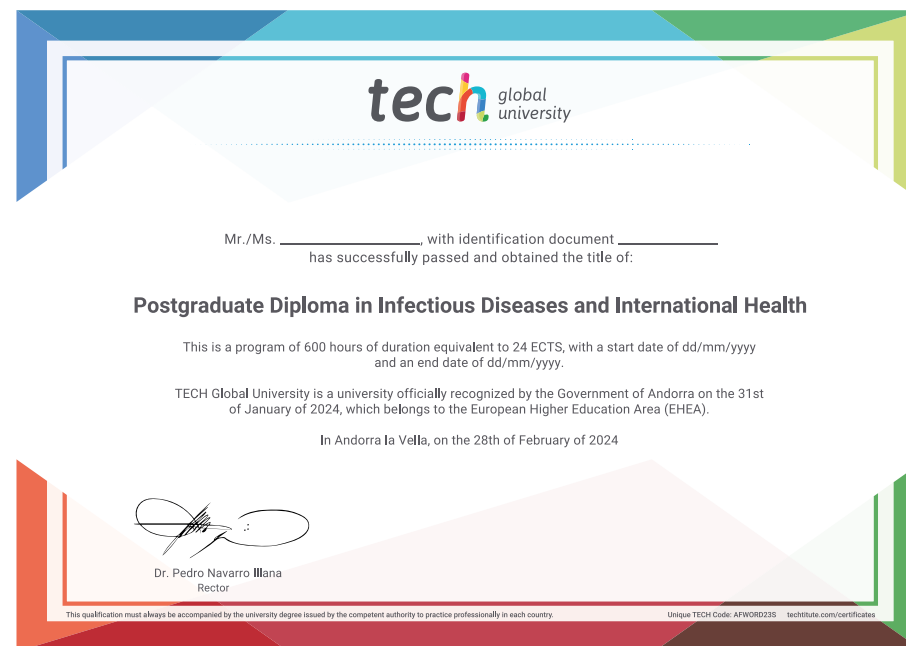 tech global university
Mr./Ms. ____________________, with identification document ______________
has successfully passed and obtained the title of:
Postgraduate Diploma in Infectious Diseases and International Health
This is a program of 600 hours of duration equivalent to 24 ECTS, with a start date of dd/mm/yyyy
and an end date of dd/mm/yyyy.
TECH Global University is a university officially recognized by the Government of Andorra on the 31st
of January of 2024, which belongs to the European Higher Education Area (EHEA).
In Andorra la Vella, on the 28th of February of 2024
Dr. Pedro Navarro Illana
Rector
This qualification must always be accompanied by the university degree issued by the competent authority to practice professionally in each country.
Unique TECH Code: AFWORD23S techtitute.com/certificates